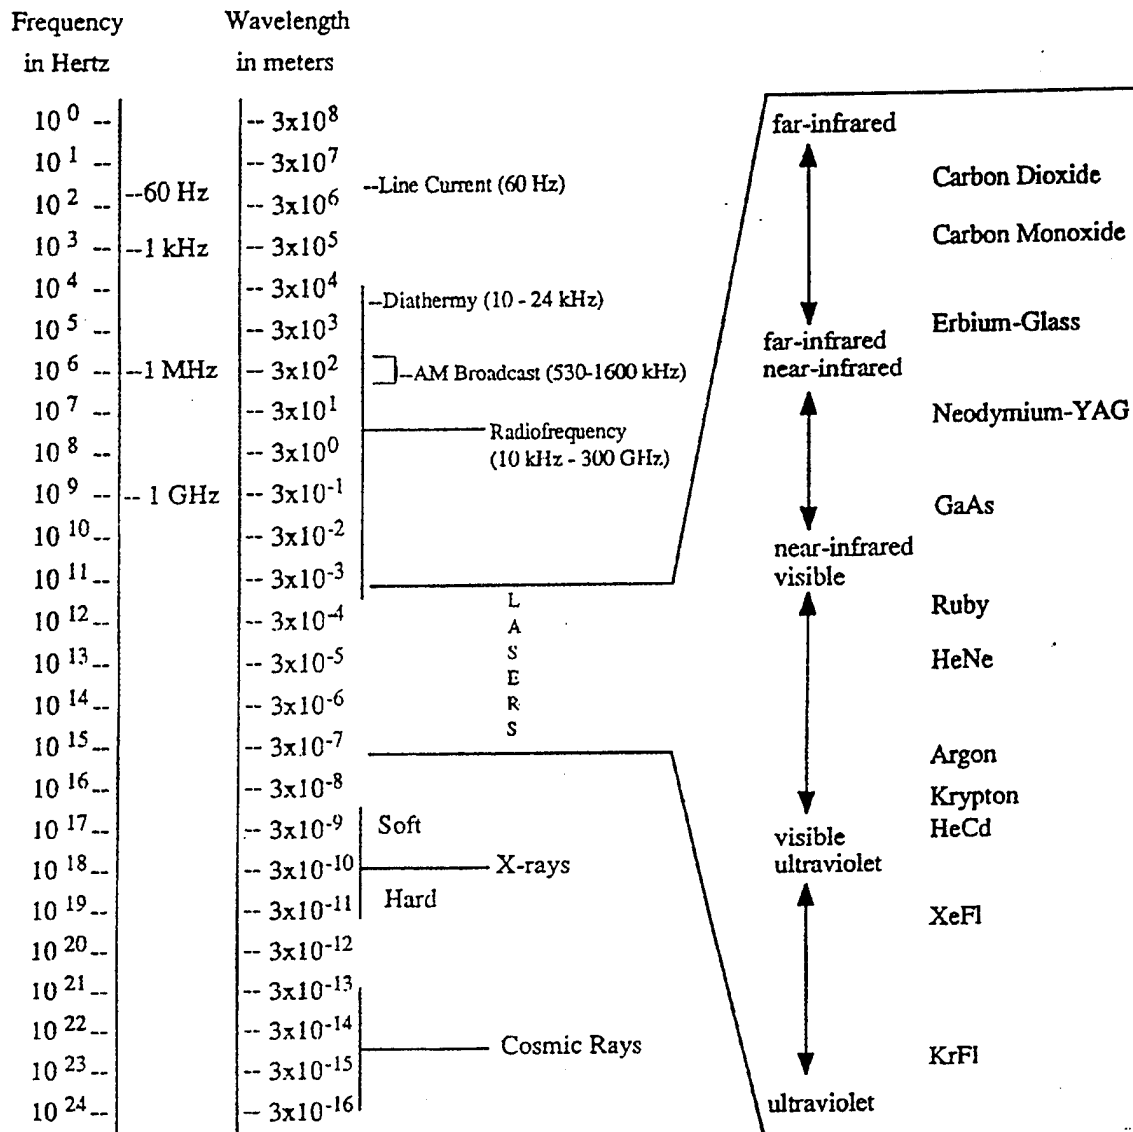 Frequency Wavelength
in Hertz in meters
10^0 -- -- 3x10^8 far-infrared
10^1 -- -- 3x10^7 Carbon Dioxide
--60 Hz --Line Current (60 Hz)
10^2 -- -- 3x10^6
10^3 -- --1 kHz -- 3x10^5 Carbon Monoxide
10^4 -- -- 3x10^4 --Diathermy (10 - 24 kHz)
10^5 -- -- 3x10^3 far-infrared Erbium-Glass
10^6 -- --1 MHz -- 3x10^2 --AM Broadcast (530-1600 kHz) near-infrared
10^7 -- -- 3x10^1 Neodymium-YAG
Radiofrequency
10^8 -- -- 3x10^0 (10 kHz - 300 GHz)
10^9 -- -- 1 GHz -- 3x10^-1 GaAs
10^10 -- -- 3x10^-2 near-infrared
10^11 -- -- 3x10^-3 visible
LASERS
10^12 -- -- 3x10^-4 Ruby
10^13 -- -- 3x10^-5 HeNe
10^14 -- -- 3x10^-6
10^15 -- -- 3x10^-7 Argon
10^16 -- -- 3x10^-8 Krypton
10^17 -- -- 3x10^-9 Soft visible HeCd
10^18 -- -- 3x10^-10 X-rays ultraviolet
10^19 -- -- 3x10^-11 Hard XeFl
10^20 -- -- 3x10^-12
10^21 -- -- 3x10^-13
10^22 -- -- 3x10^-14 Cosmic Rays KrFl
10^23 -- -- 3x10^-15
10^24 -- -- 3x10^-16 ultraviolet